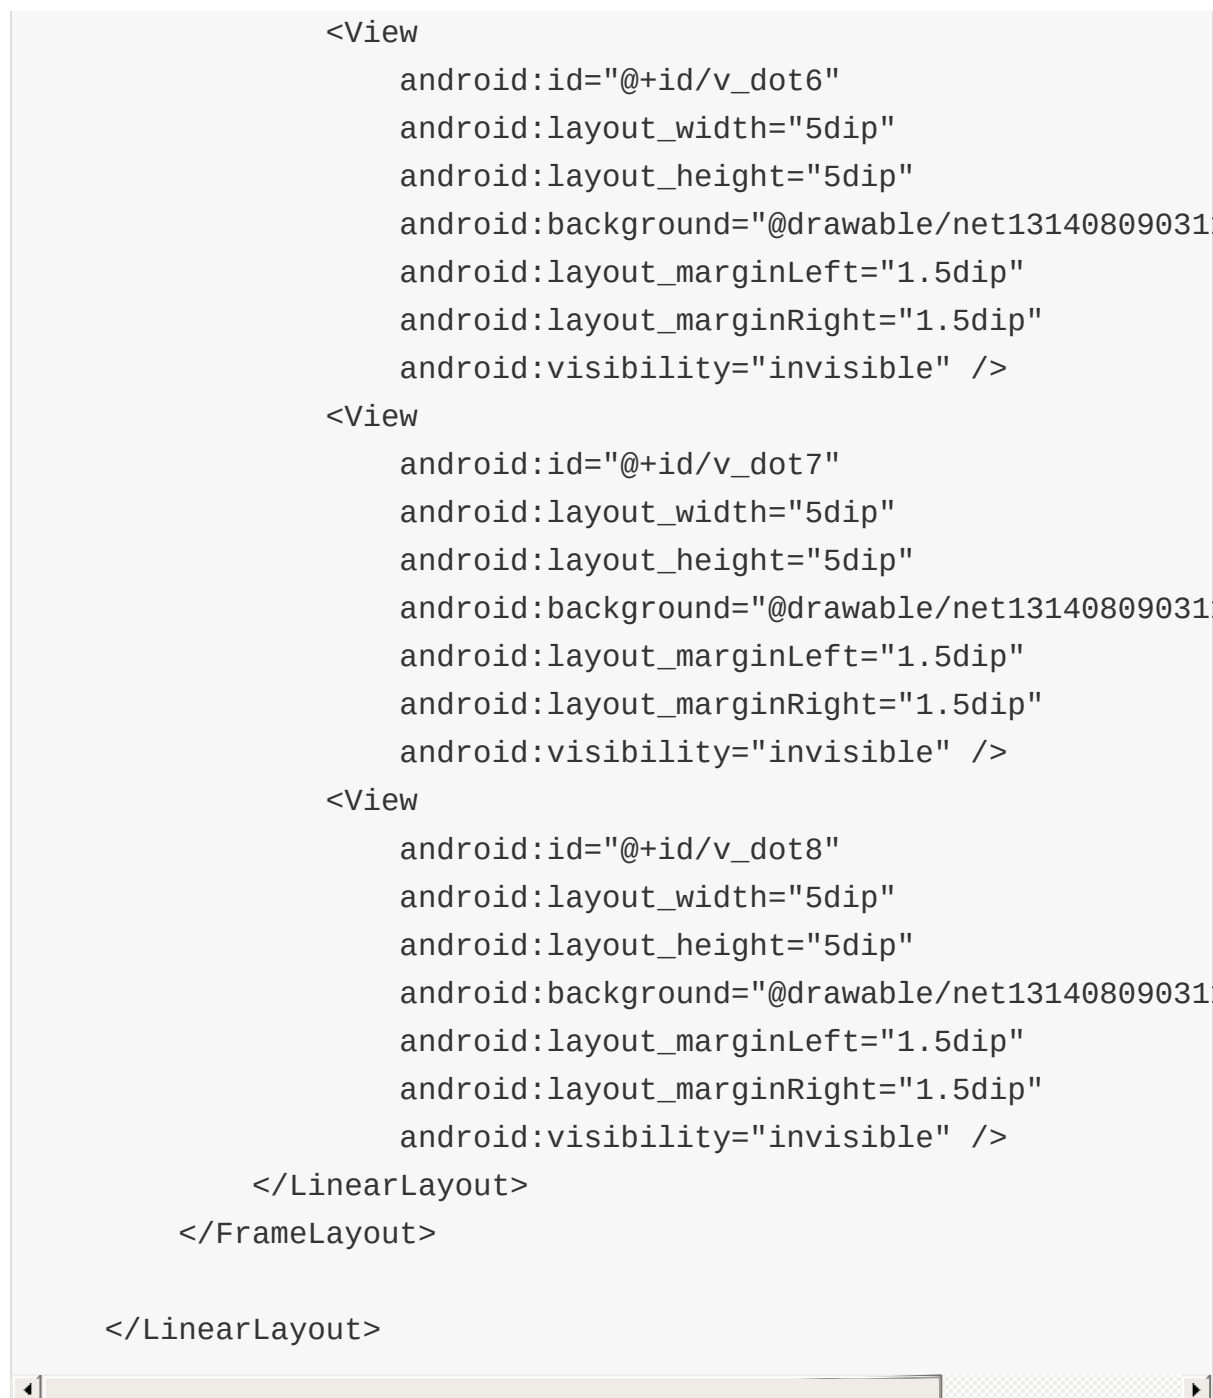 <View
android:id="@+id/v_dot6"
android:layout_width="5dip"
android:layout_height="5dip"
android:background="@drawable/net13140809031
android:layout_marginLeft="1.5dip"
android:layout_marginRight="1.5dip"
android:visibility="invisible" />
<View
android:id="@+id/v_dot7"
android:layout_width="5dip"
android:layout_height="5dip"
android:background="@drawable/net13140809031
android:layout_marginLeft="1.5dip"
android:layout_marginRight="1.5dip"
android:visibility="invisible" />
<View
android:id="@+id/v_dot8"
android:layout_width="5dip"
android:layout_height="5dip"
android:background="@drawable/net13140809031
android:layout_marginLeft="1.5dip"
android:layout_marginRight="1.5dip"
android:visibility="invisible" />
</LinearLayout>
</FrameLayout>
</LinearLayout>